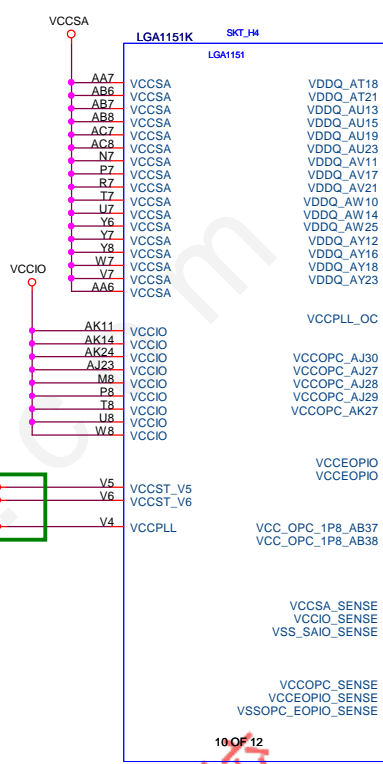 VCCSA
LGA1151K SKT_H4
LGA1151
AA7 VCCSA VDDQ_AT18
AB6 VCCSA VDDQ_AT21
AB7 VCCSA VDDQ_AU13
AB8 VCCSA VDDQ_AU15
AC7 VCCSA VDDQ_AU19
AC8 VCCSA VDDQ_AU23
N7 VCCSA VDDQ_AV11
P7 VCCSA VDDQ_AV17
R7 VCCSA VDDQ_AV21
T7 VCCSA VDDQ_AW10
U7 VCCSA VDDQ_AW14
Y6 VCCSA VDDQ_AW25
Y7 VCCSA VDDQ_AY12
Y8 VCCSA VDDQ_AY16
W7 VCCSA VDDQ_AY18
V7 VCCSA VDDQ_AY23
AA6 VCCSA
VCCIO
VCCPLL_OC
AK11 VCCIO
AK14 VCCIO
AK24 VCCIO VCCOPC_AJ30
AJ23 VCCIO VCCOPC_AJ27
M8 VCCIO VCCOPC_AJ28
P8 VCCIO VCCOPC_AJ29
T8 VCCIO VCCOPC_AK27
U8 VCCIO
W8 VCCIO
VCCEOPIO
VCCEOPIO
V5 VCCST_V5
V6 VCCST_V6
V4 VCCPLL VCC_OPC_1P8_AB37
VCC_OPC_1P8_AB38
VCCSA_SENSE
VCCIO_SENSE
VSS_SAIO_SENSE
VCCOPC_SENSE
VCCEOPIO_SENSE
VSSOPC_EOPIO_SENSE
10 OF 12